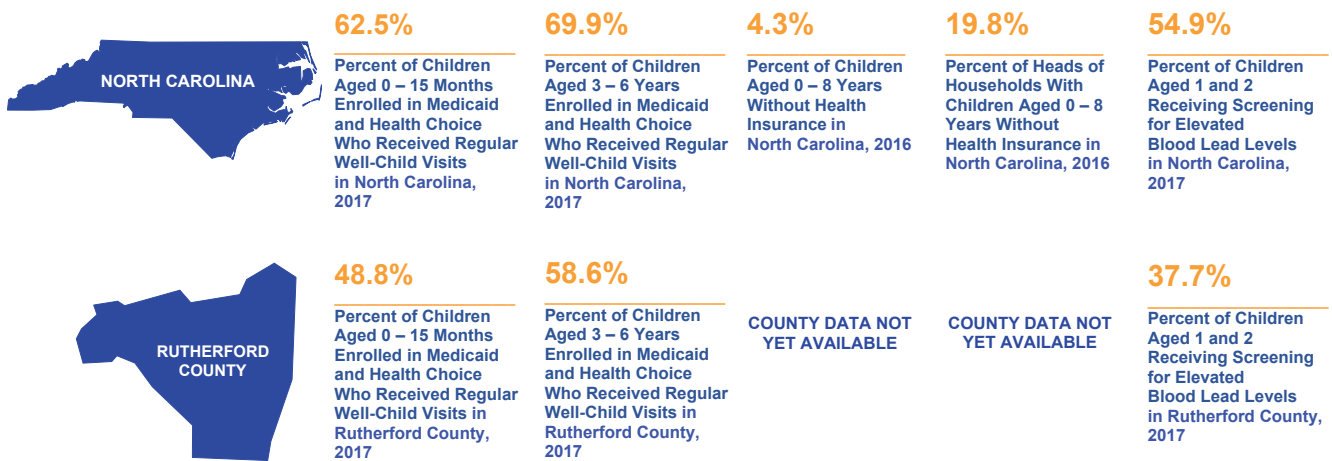 NORTH CAROLINA
62.5%
Percent of Children
Aged 0 – 15 Months
Enrolled in Medicaid
and Health Choice
Who Received Regular
Well-Child Visits
in North Carolina,
2017
69.9%
Percent of Children
Aged 3 – 6 Years
Enrolled in Medicaid
and Health Choice
Who Received Regular
Well-Child Visits
in North Carolina,
2017
4.3%
Percent of Children
Aged 0 – 8 Years
Without Health
Insurance in
North Carolina, 2016
19.8%
Percent of Heads of
Households With
Children Aged 0 – 8
Years Without
Health Insurance in
North Carolina, 2016
54.9%
Percent of Children
Aged 1 and 2
Receiving Screening
for Elevated
Blood Lead Levels
in North Carolina,
2017
RUTHERFORD
COUNTY
48.8%
Percent of Children
Aged 0 – 15 Months
Enrolled in Medicaid
and Health Choice
Who Received Regular
Well-Child Visits in
Rutherford County,
2017
58.6%
Percent of Children
Aged 3 – 6 Years
Enrolled in Medicaid
and Health Choice
Who Received Regular
Well-Child Visits in
Rutherford County,
2017
COUNTY DATA NOT
YET AVAILABLE
COUNTY DATA NOT
YET AVAILABLE
37.7%
Percent of Children
Aged 1 and 2
Receiving Screening
for Elevated
Blood Lead Levels
in Rutherford County,
2017